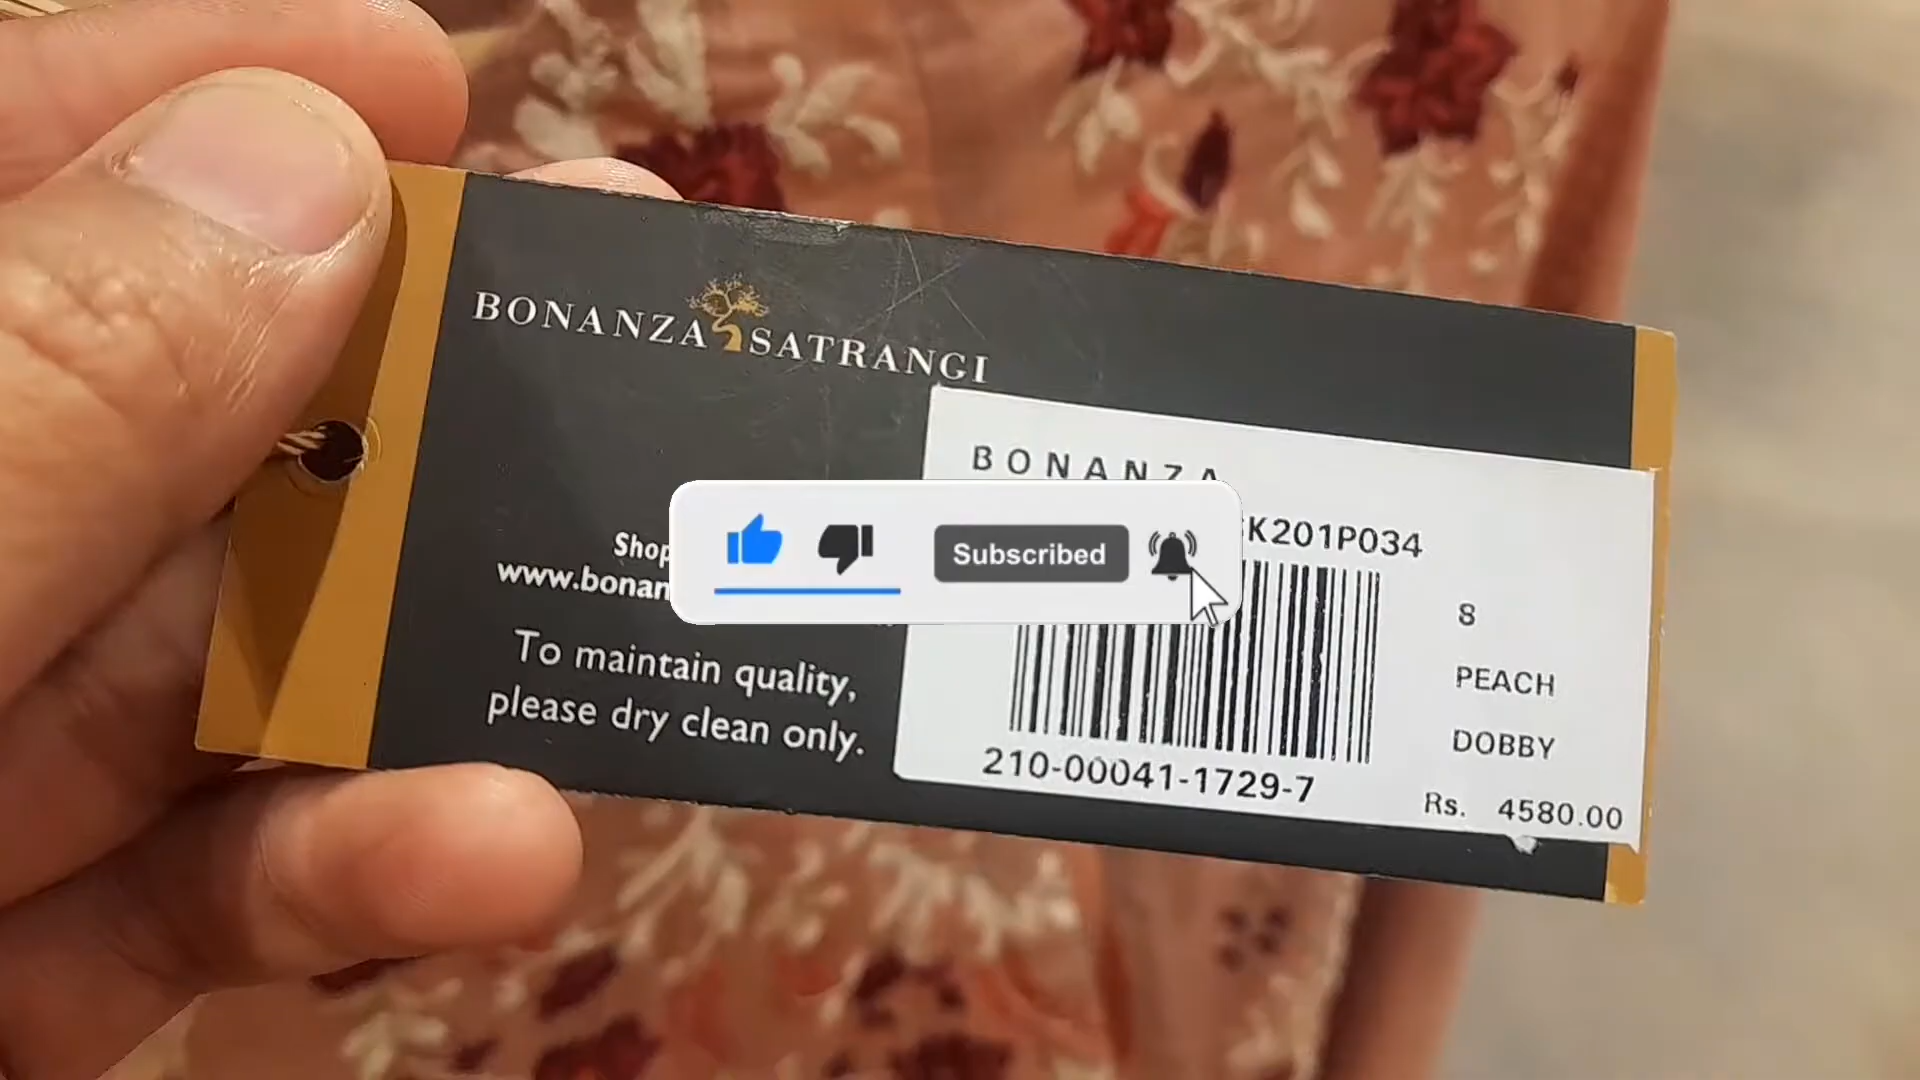 BONANZA SATRANGI
BONANZA
K201P034
Shop
www.bonan
Subscribed
8
To maintain quality,
please dry clean only.
PEACH
DOBBY
210-00041-1729-7
Rs. 4580.00